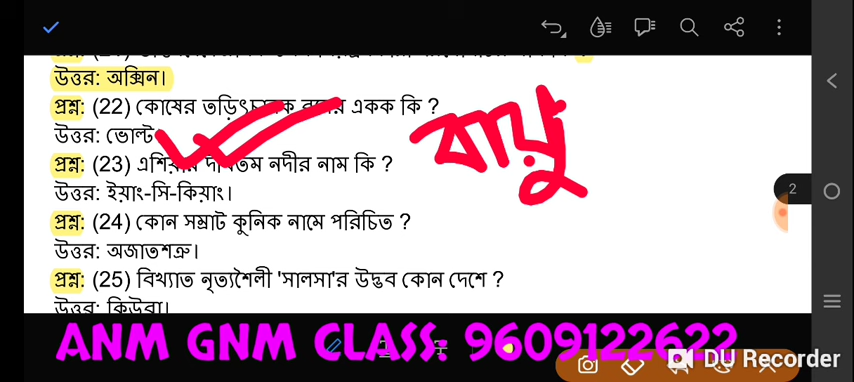 উত্তর: অক্সিন।
প্রশ্ন: (22) কোষের তড়িৎচালক বলের একক কি ?
উত্তর: ভোল্ট
বায়ু
প্রশ্ন: (23) এশিয়ার দীর্ঘতম নদীর নাম কি ?
উত্তর: ইয়াং-সি-কিয়াং।
2
প্রশ্ন: (24) কোন সম্রাট কুনিক নামে পরিচিত ?
উত্তর: অজাতশত্রু।
প্রশ্ন: (25) বিখ্যাত নৃত্যশৈলী 'সালসা'র উদ্ভব কোন দেশে ?
উত্তর: কিউবা।
ANM GNM CLASS: 9609122622
DU Recorder